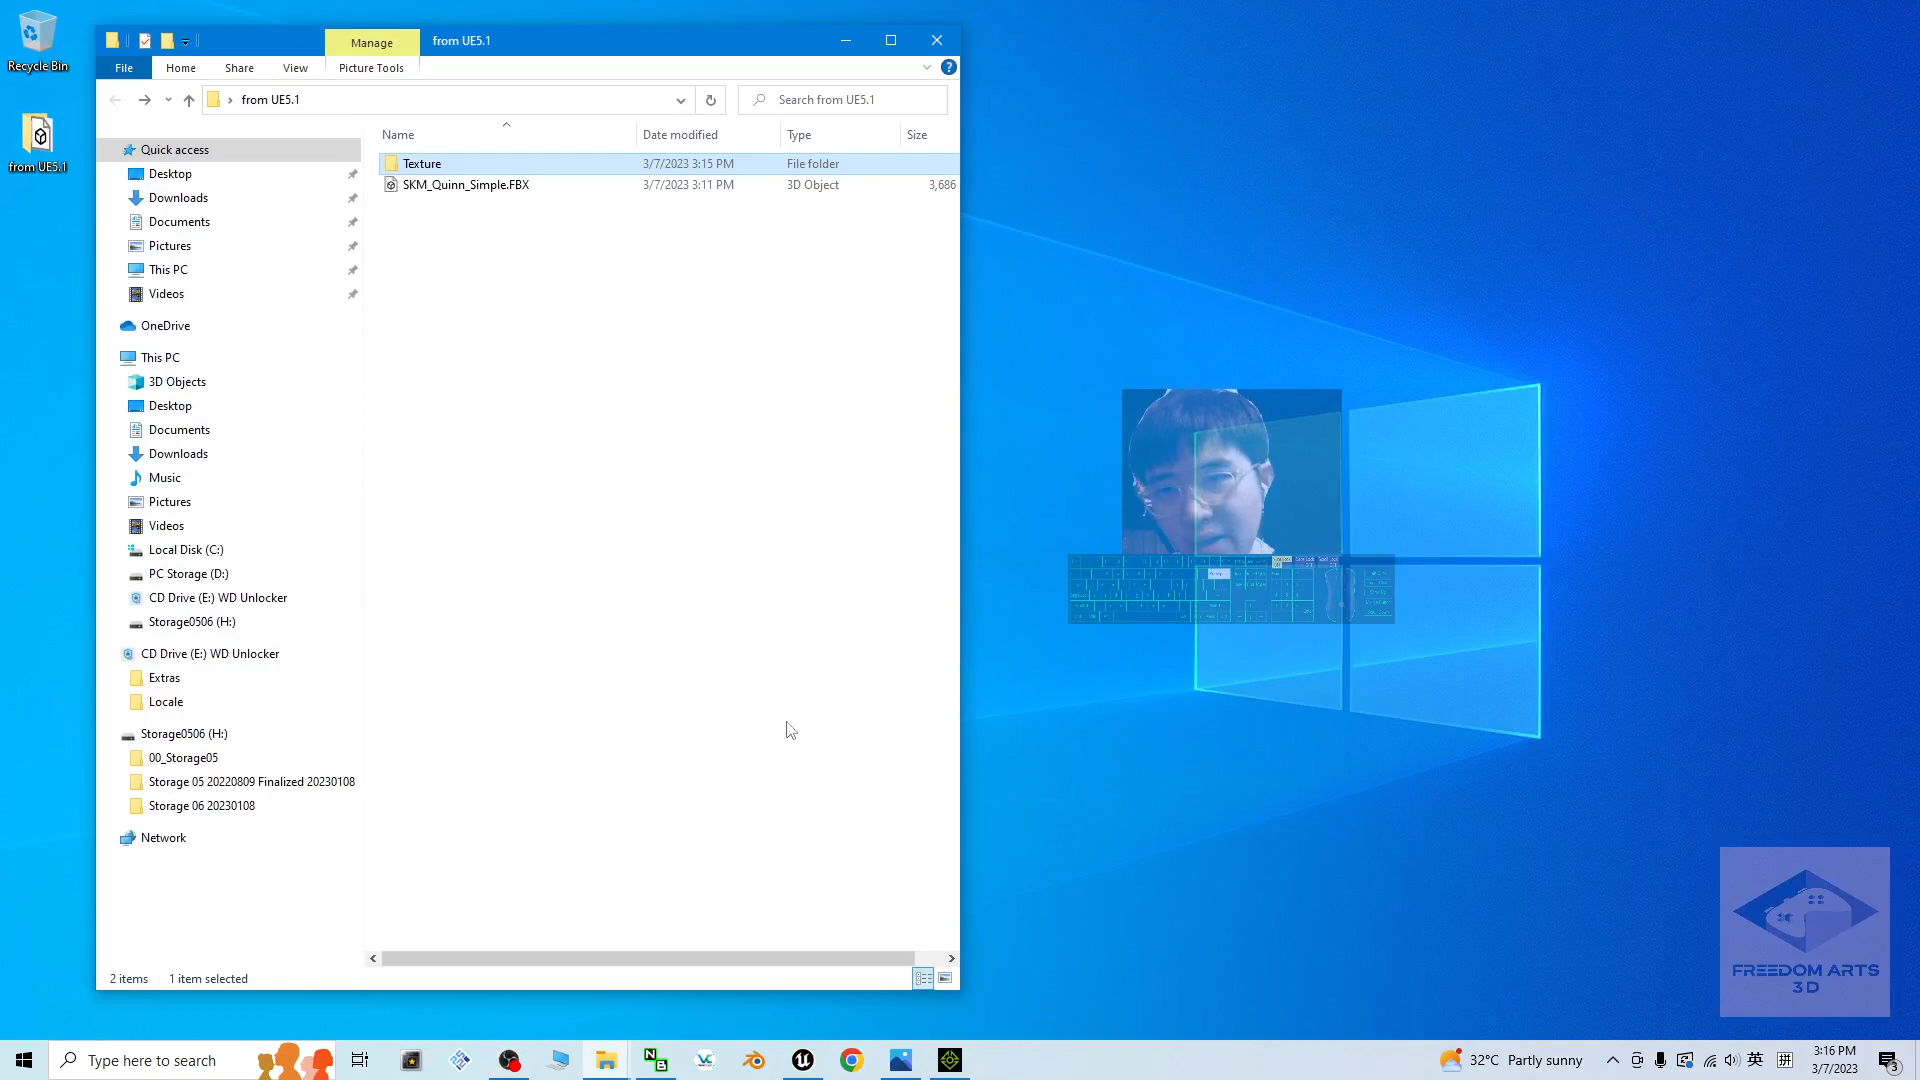 Recycle Bin
from UE5.1
Manage
from UE5.1
File
Home
Share
View
Picture Tools
from UE5.1
Search from UE5.1
Name
Date modified
Type
Size
Texture
3/7/2023 3:15 PM
File folder
SKM_Quinn_Simple.FBX
3/7/2023 3:11 PM
3D Object
3,686
Quick access
Desktop
Downloads
Documents
Pictures
This PC
Videos
OneDrive
This PC
3D Objects
Desktop
Documents
Downloads
Music
Pictures
Videos
Local Disk (C:)
PC Storage (D:)
CD Drive (E:) WD Unlocker
Storage0506 (H:)
CD Drive (E:) WD Unlocker
Extras
Locale
Storage0506 (H:)
00_Storage05
Storage 05 20220809 Finalized 20230108
Storage 06 20230108
Network
2 items
1 item selected
FREEDOM ARTS
3D
Type here to search
32°C Partly sunny
英
拼
3:16 PM
3/7/2023
3